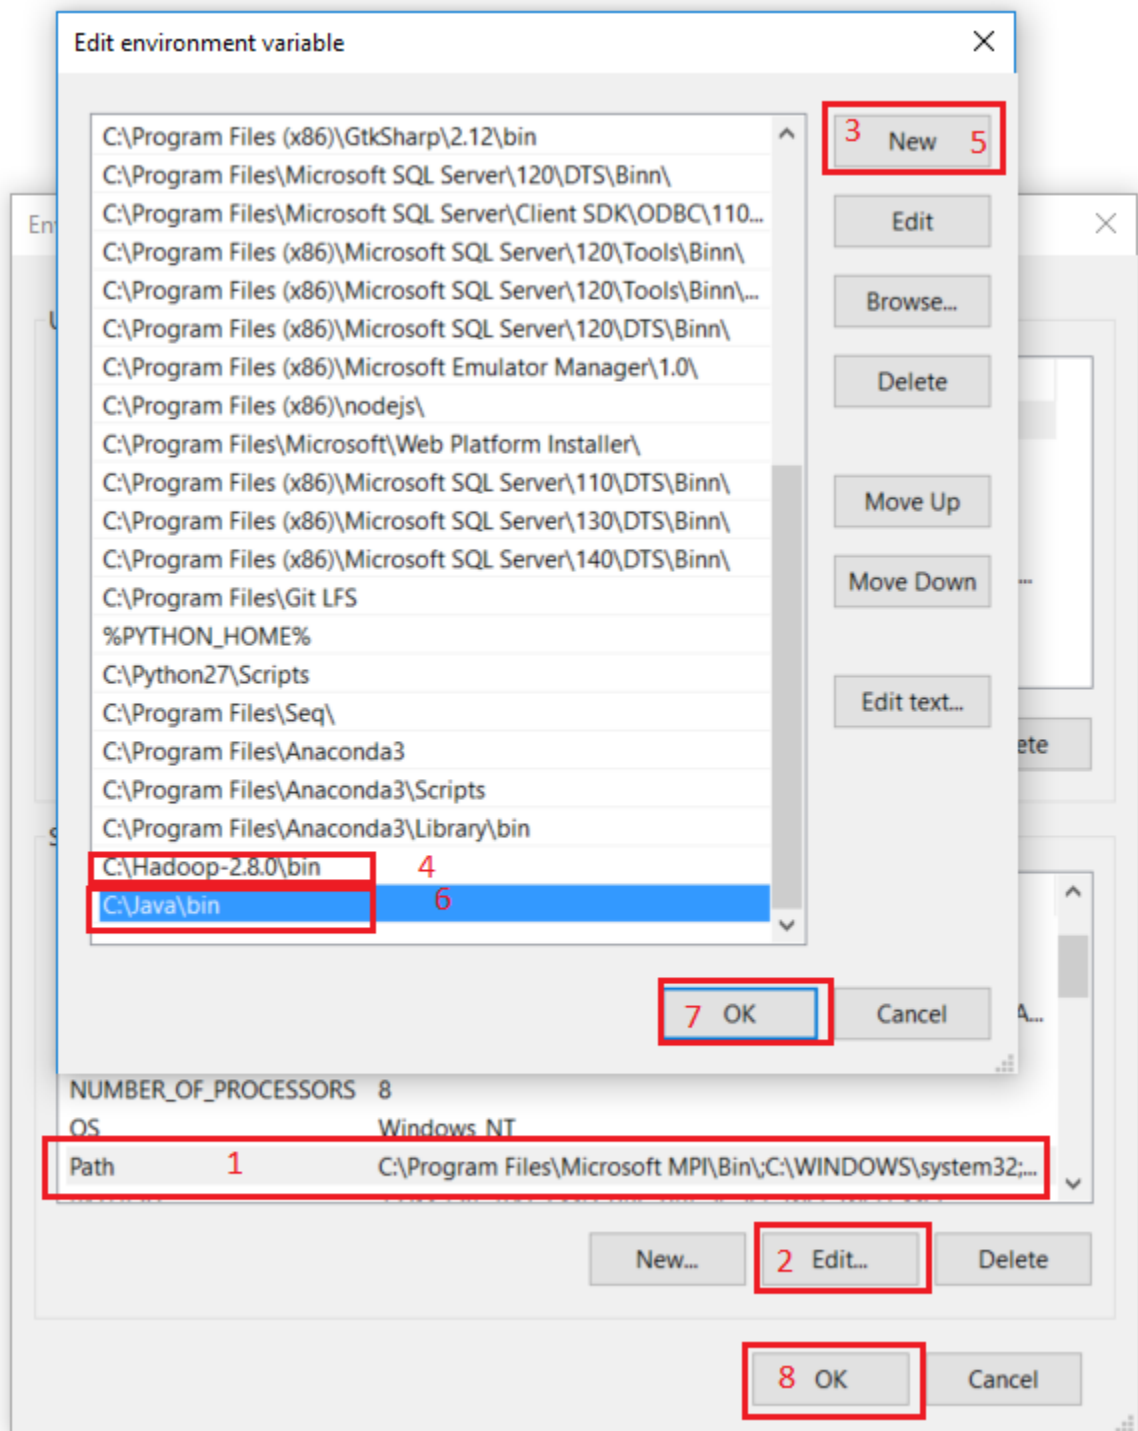 Edit environment variable
C:\Program Files (x86)\GtkSharp\2.12\bin
C:\Program Files\Microsoft SQL Server\120\DTS\Binn\
C:\Program Files\Microsoft SQL Server\Client SDK\ODBC\110...
C:\Program Files (x86)\Microsoft SQL Server\120\Tools\Binn\
C:\Program Files (x86)\Microsoft SQL Server\120\Tools\Binn\...
C:\Program Files (x86)\Microsoft SQL Server\120\DTS\Binn\
C:\Program Files (x86)\Microsoft Emulator Manager\1.0\
C:\Program Files (x86)\nodejs\
C:\Program Files\Microsoft\Web Platform Installer\
C:\Program Files (x86)\Microsoft SQL Server\110\DTS\Binn\
C:\Program Files (x86)\Microsoft SQL Server\130\DTS\Binn\
C:\Program Files (x86)\Microsoft SQL Server\140\DTS\Binn\
C:\Program Files\Git LFS
%PYTHON_HOME%
C:\Python27\Scripts
C:\Program Files\Seq\
C:\Program Files\Anaconda3
C:\Program Files\Anaconda3\Scripts
C:\Program Files\Anaconda3\Library\bin
C:\Hadoop-2.8.0\bin 4
C:\Java\bin 6
3 New 5
Edit
Browse...
Delete
Move Up
Move Down
Edit text...
7 OK
Cancel
En
ete
A...
NUMBER_OF_PROCESSORS 8
OS Windows_NT
Path 1 C:\Program Files\Microsoft MPI\Bin\;C:\WINDOWS\system32;...
New...
2 Edit...
Delete
8 OK
Cancel